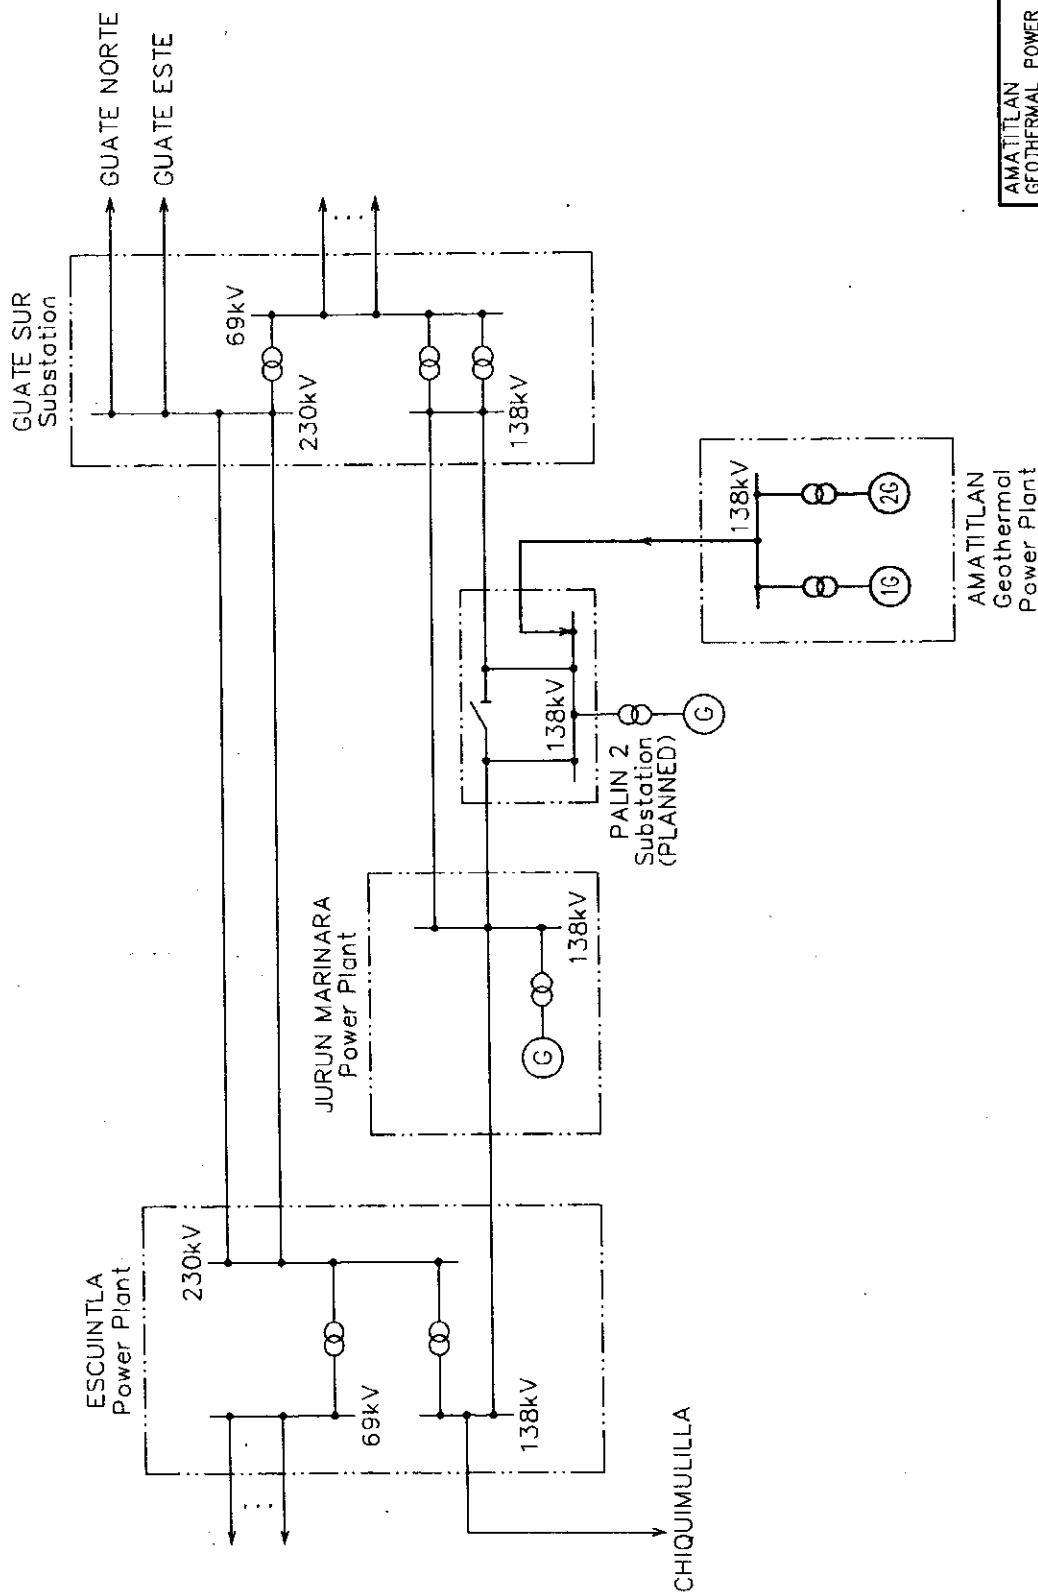 GUATE NORTE
GUATE ESTE
GUATE SUR
Substation
69kV
230kV
138kV
138kV
AMATITLAN
Geothermal
Power Plant
1G
2G
138kV
PALIN 2
Substation
(PLANNED)
G
JURUN MARINARA
Power Plant
138kV
G
ESCUINTLA
Power Plant
230kV
69kV
138kV
CHIQUIMULILLA
AMATITLAN
GEOTHERMAL POWER